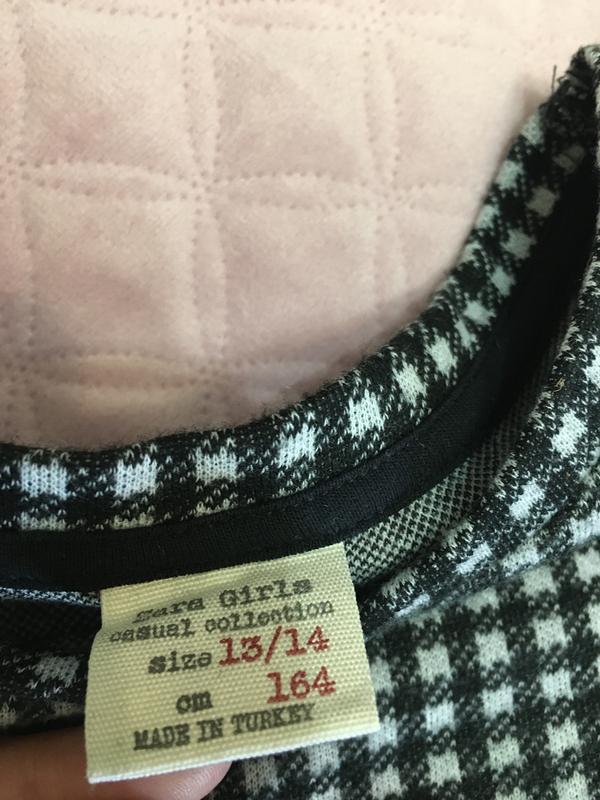 Zara Girls
casual collection
size 13/14
cm 164
MADE IN TURKEY